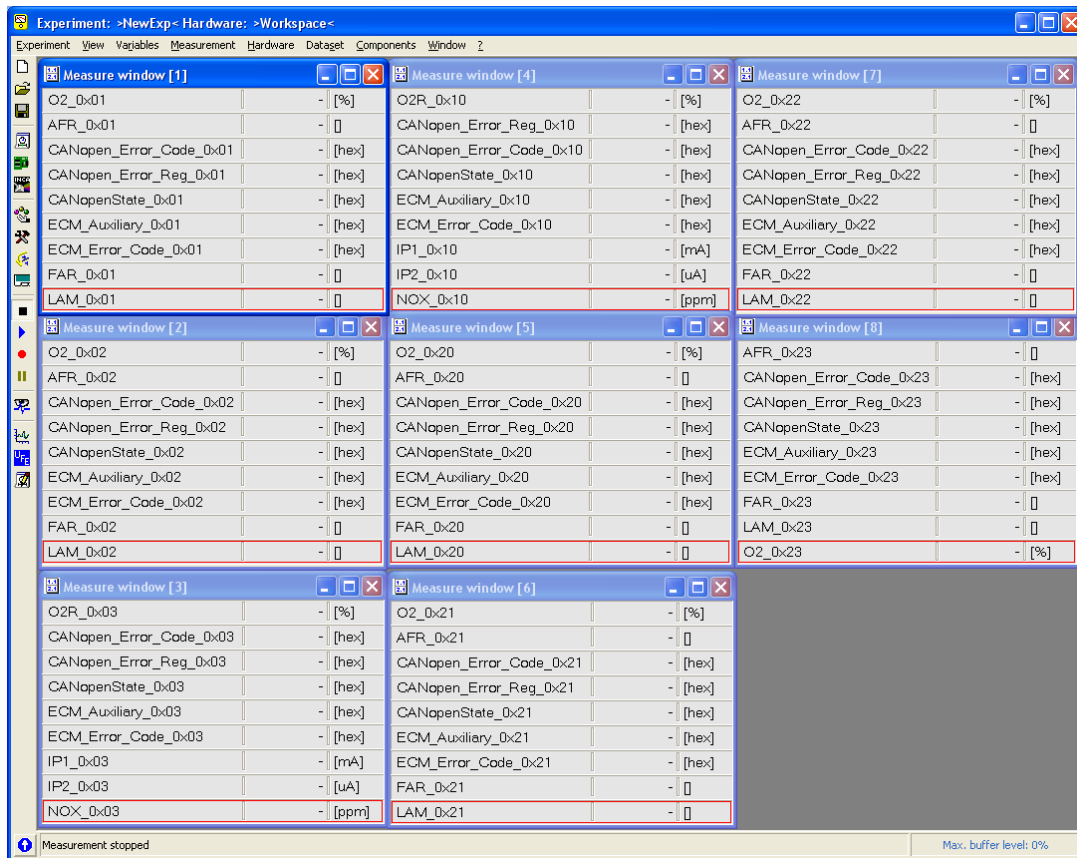 Experiment: >NewExp< Hardware: >Workspace<
Experiment View Variables Measurement Hardware Dataset Components Window ?
Measure window [1]
O2_0x01 - [%]
AFR_0x01 - []
CANopen_Error_Code_0x01 - [hex]
CANopen_Error_Reg_0x01 - [hex]
CANopenState_0x01 - [hex]
ECM_Auxiliary_0x01 - [hex]
ECM_Error_Code_0x01 - [hex]
FAR_0x01 - []
LAM_0x01 - []
Measure window [4]
O2R_0x10 - [%]
CANopen_Error_Reg_0x10 - [hex]
CANopen_Error_Code_0x10 - [hex]
CANopenState_0x10 - [hex]
ECM_Auxiliary_0x10 - [hex]
ECM_Error_Code_0x10 - [hex]
IP1_0x10 - [mA]
IP2_0x10 - [uA]
NOX_0x10 - [ppm]
Measure window [7]
O2_0x22 - [%]
AFR_0x22 - []
CANopen_Error_Code_0x22 - [hex]
CANopen_Error_Reg_0x22 - [hex]
CANopenState_0x22 - [hex]
ECM_Auxiliary_0x22 - [hex]
ECM_Error_Code_0x22 - [hex]
FAR_0x22 - []
LAM_0x22 - []
Measure window [2]
O2_0x02 - [%]
AFR_0x02 - []
CANopen_Error_Code_0x02 - [hex]
CANopen_Error_Reg_0x02 - [hex]
CANopenState_0x02 - [hex]
ECM_Auxiliary_0x02 - [hex]
ECM_Error_Code_0x02 - [hex]
FAR_0x02 - []
LAM_0x02 - []
Measure window [5]
O2_0x20 - [%]
AFR_0x20 - []
CANopen_Error_Code_0x20 - [hex]
CANopen_Error_Reg_0x20 - [hex]
CANopenState_0x20 - [hex]
ECM_Auxiliary_0x20 - [hex]
ECM_Error_Code_0x20 - [hex]
FAR_0x20 - []
LAM_0x20 - []
Measure window [8]
AFR_0x23 - []
CANopen_Error_Code_0x23 - [hex]
CANopen_Error_Reg_0x23 - [hex]
CANopenState_0x23 - [hex]
ECM_Auxiliary_0x23 - [hex]
ECM_Error_Code_0x23 - [hex]
FAR_0x23 - []
LAM_0x23 - []
O2_0x23 - [%]
Measure window [3]
O2R_0x03 - [%]
CANopen_Error_Code_0x03 - [hex]
CANopen_Error_Reg_0x03 - [hex]
CANopenState_0x03 - [hex]
ECM_Auxiliary_0x03 - [hex]
ECM_Error_Code_0x03 - [hex]
IP1_0x03 - [mA]
IP2_0x03 - [uA]
NOX_0x03 - [ppm]
Measure window [6]
O2_0x21 - [%]
AFR_0x21 - []
CANopen_Error_Code_0x21 - [hex]
CANopen_Error_Reg_0x21 - [hex]
CANopenState_0x21 - [hex]
ECM_Auxiliary_0x21 - [hex]
ECM_Error_Code_0x21 - [hex]
FAR_0x21 - []
LAM_0x21 - []
UFE
Measurement stopped
Max. buffer level: 0%